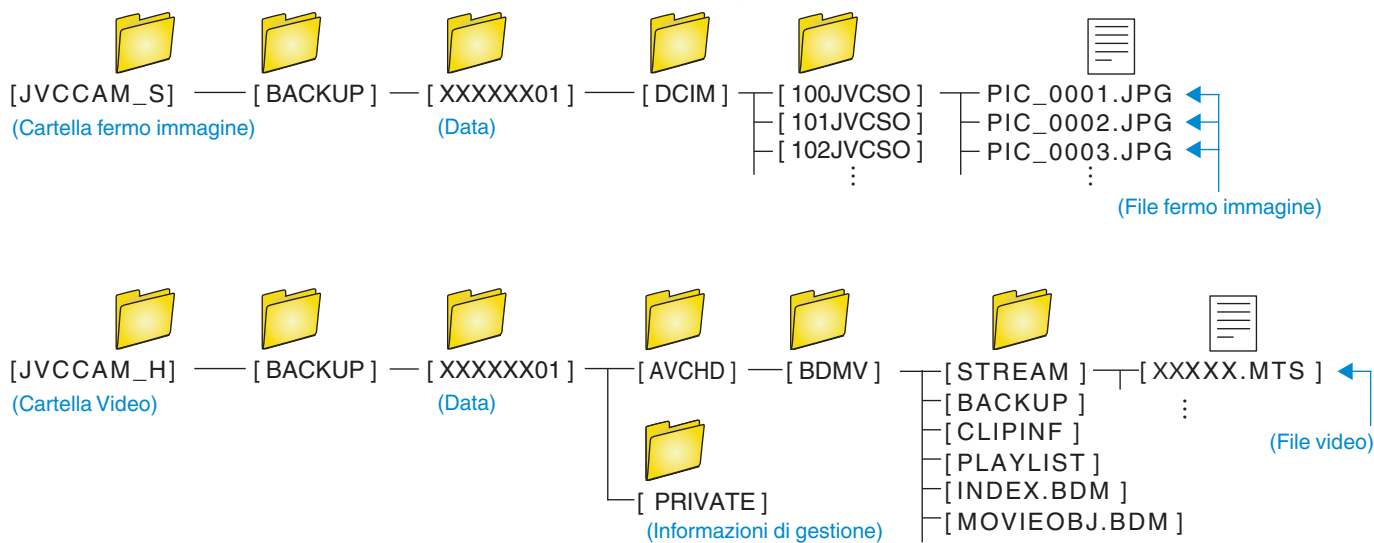 [JVCCAM_S] [BACKUP] [XXXXXX01] [DCIM] [100JVCSO] PIC_0001.JPG
(Cartella fermo immagine) (Data) [101JVCSO] PIC_0002.JPG
[102JVCSO] PIC_0003.JPG
(File fermo immagine)
[JVCCAM_H] [BACKUP] [XXXXXX01] [AVCHD] [BDMV] [STREAM] [XXXXX.MTS]
(Cartella Video) (Data) [BACKUP]
[CLIPINF] (File video)
[PLAYLIST]
[PRIVATE] [INDEX.BDM]
(Informazioni di gestione) [MOVIEOBJ.BDM]